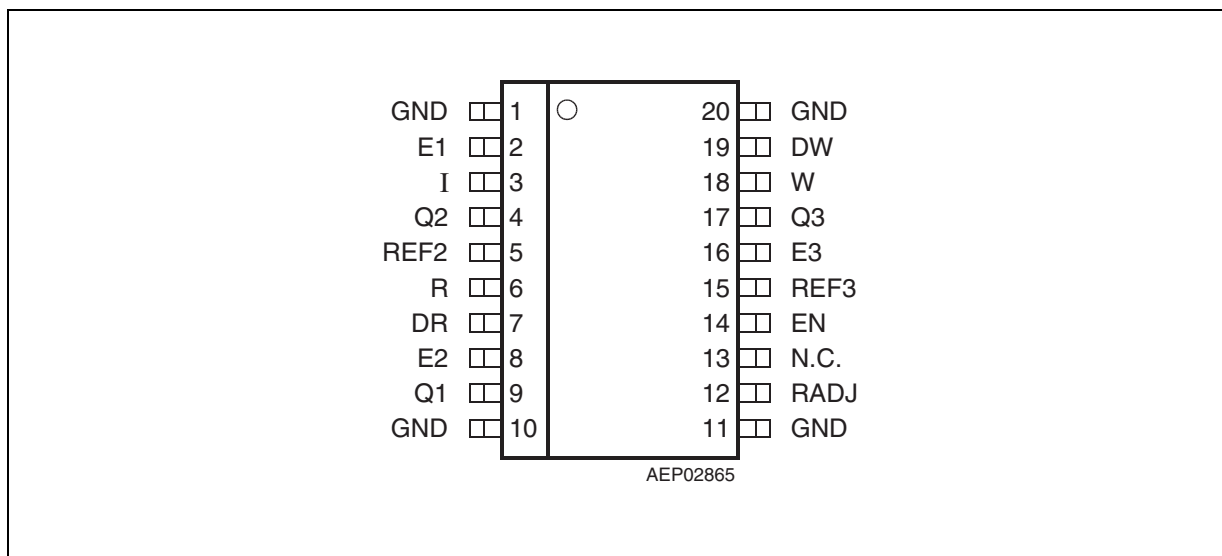 GND 1 20 GND
E1 2 19 DW
I 3 18 W
Q2 4 17 Q3
REF2 5 16 E3
R 6 15 REF3
DR 7 14 EN
E2 8 13 N.C.
Q1 9 12 RADJ
GND 10 11 GND
AEP02865